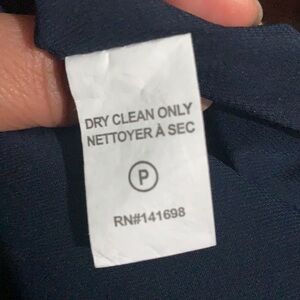 DRY CLEAN ONLY
NETTOYER À SEC
P
RN#141698